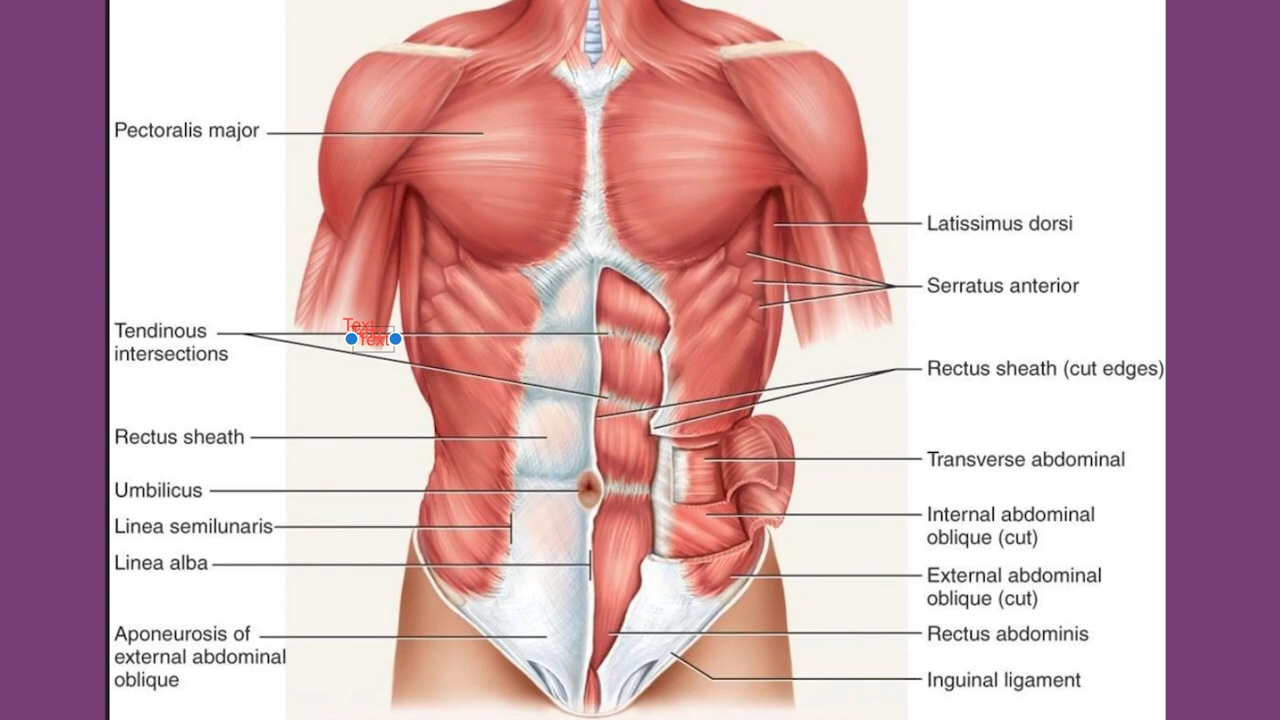 Pectoralis major
Latissimus dorsi
Serratus anterior
Text
Text
Tendinous
intersections
Rectus sheath (cut edges)
Rectus sheath
Transverse abdominal
Umbilicus
Internal abdominal
oblique (cut)
Linea semilunaris
Linea alba
External abdominal
oblique (cut)
Aponeurosis of
external abdominal
oblique
Rectus abdominis
Inguinal ligament